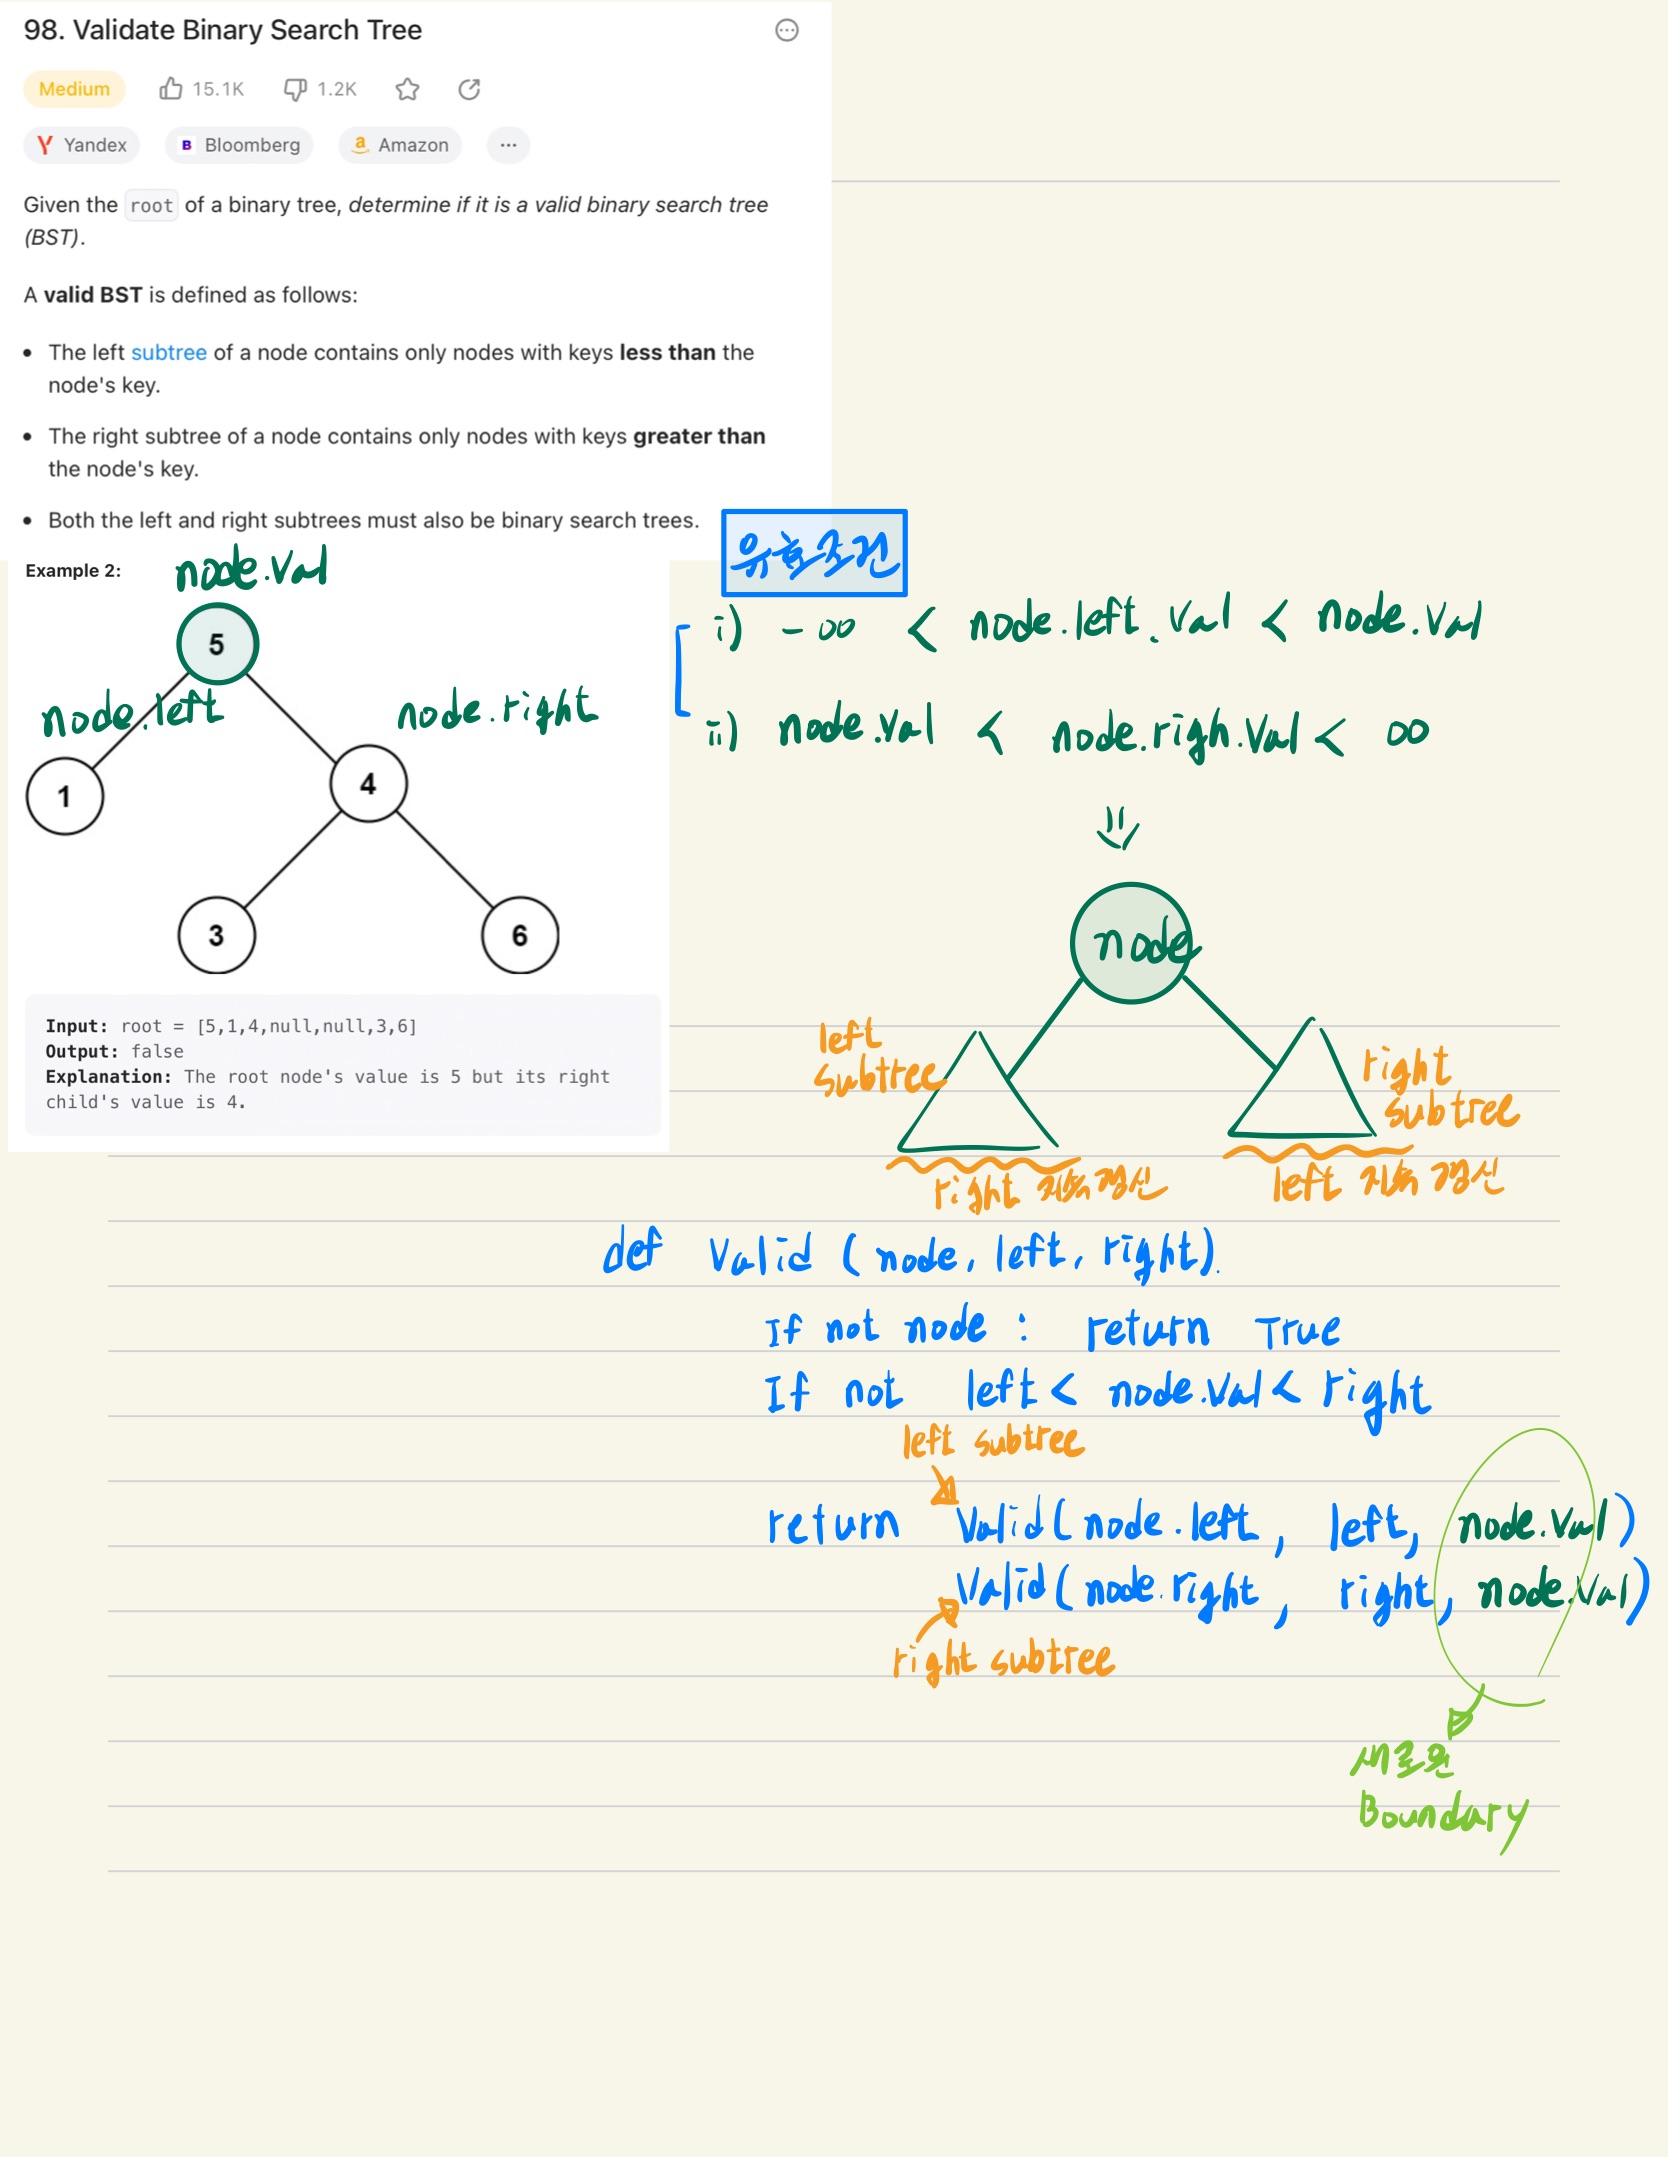 98. Validate Binary Search Tree
Medium 15.1K 1.2K
Yandex Bloomberg Amazon
Given the root of a binary tree, determine if it is a valid binary search tree
(BST).
A valid BST is defined as follows:
• The left subtree of a node contains only nodes with keys less than the
node's key.
• The right subtree of a node contains only nodes with keys greater than
the node's key.
• Both the left and right subtrees must also be binary search trees.
유효조건
Example 2:
node.val
5
node.left
node.right
1
4
3
6
i) -∞ < node.left.val < node.val
ii) node.val < node.righ.val < ∞
node
left
subtree
right
subtree
right 지속 갱신
left 지속 갱신
Input: root = [5,1,4,null,null,3,6]
Output: false
Explanation: The root node's value is 5 but its right
child's value is 4.
def Valid (node, left, right).
If not node : return True
If not left < node.val < right
left subtree
return Valid(node.left, left, node.val)
Valid(node.right, right, node.val)
right subtree
새로운
Boundary